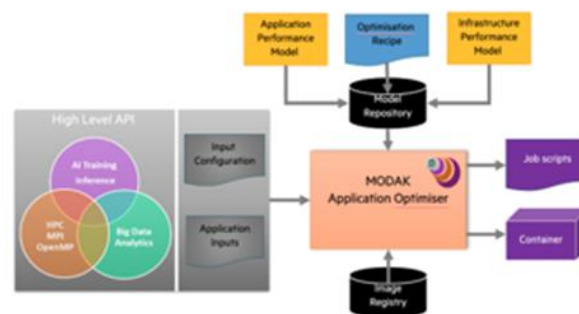 Application
Performance
Model
Optimisation
Recipe
Infrastructure
Performance
Model
Model
Repository
High Level API
AI Training
Inference
HPC
MPI
OpenMP
Big Data
Analytics
Input
Configuration
Application
Inputs
MODAK
Application Optimiser
Job scripts
Container
Image
Registry